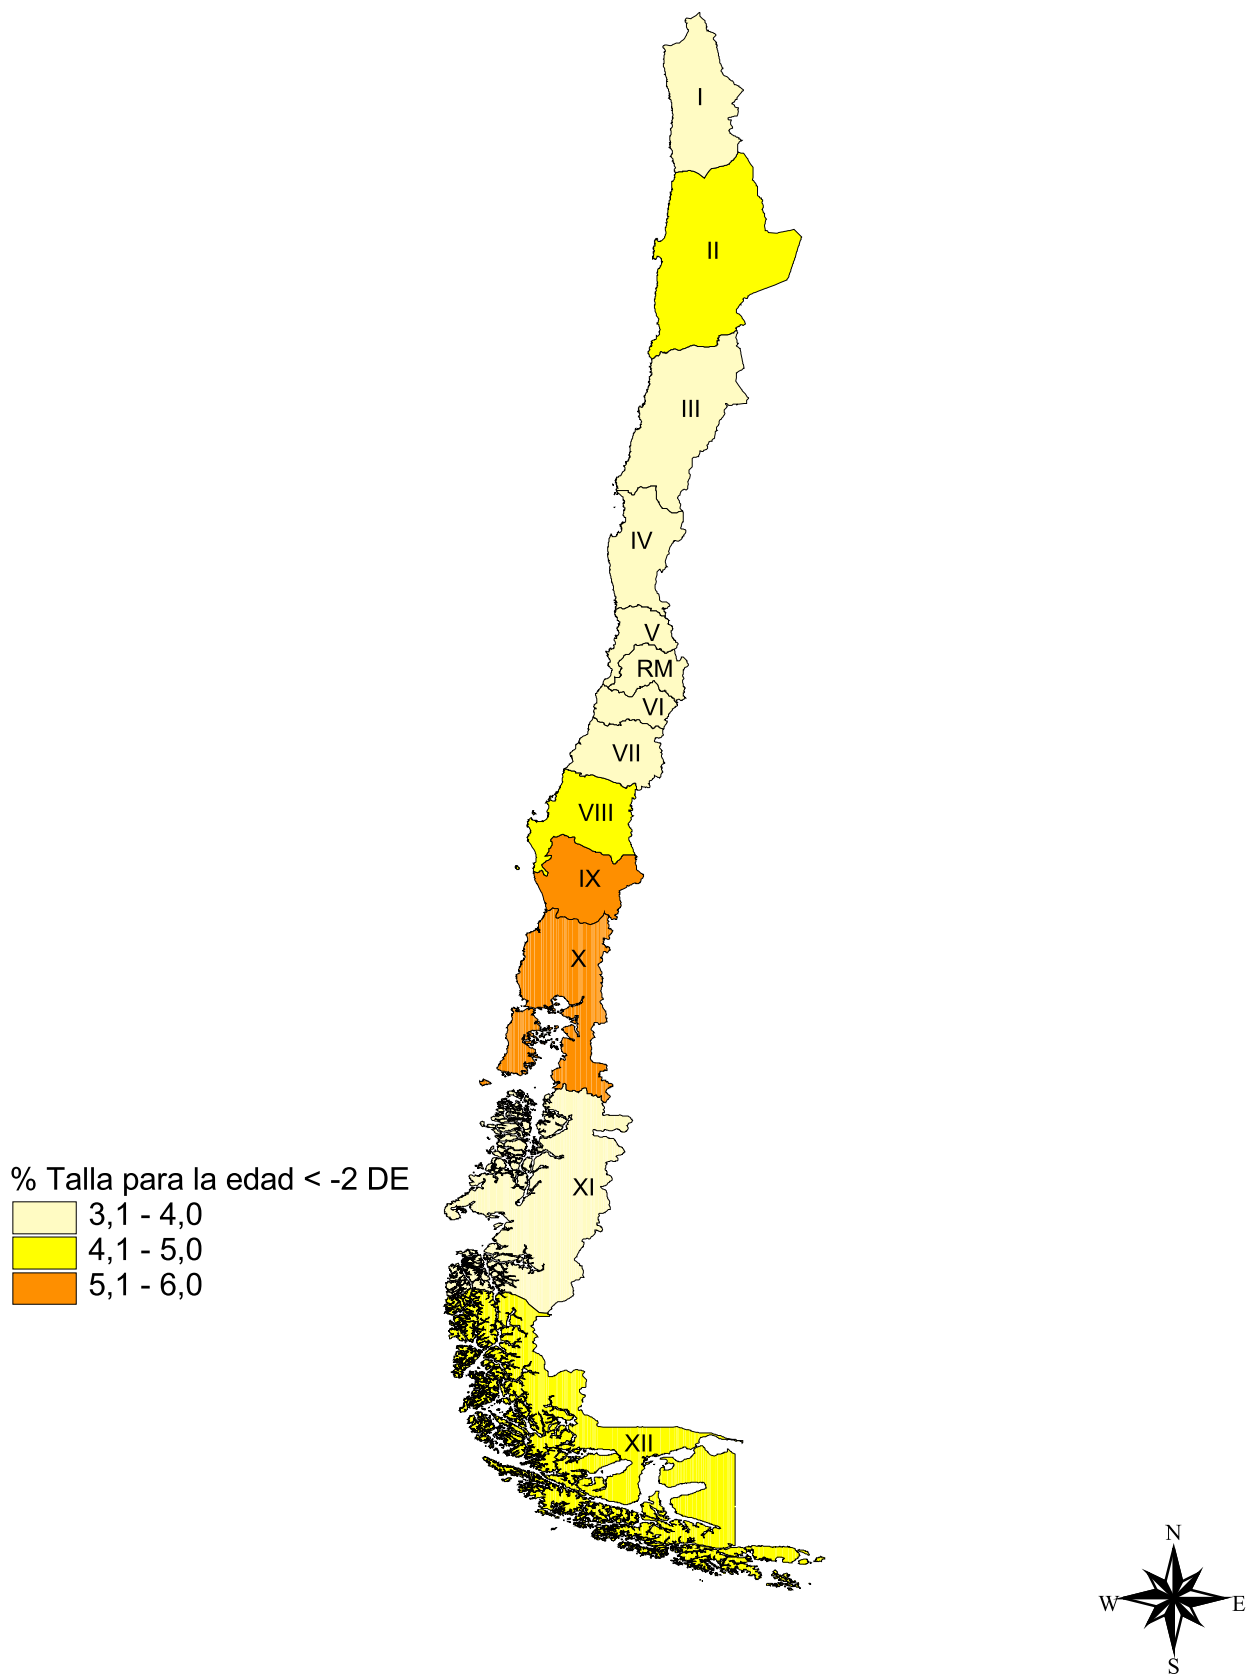 I
II
III
IV
V
RM
VI
VII
VIII
IX
X
XI
% Talla para la edad < -2 DE
3,1 - 4,0
4,1 - 5,0
5,1 - 6,0
XII
N
W E
S